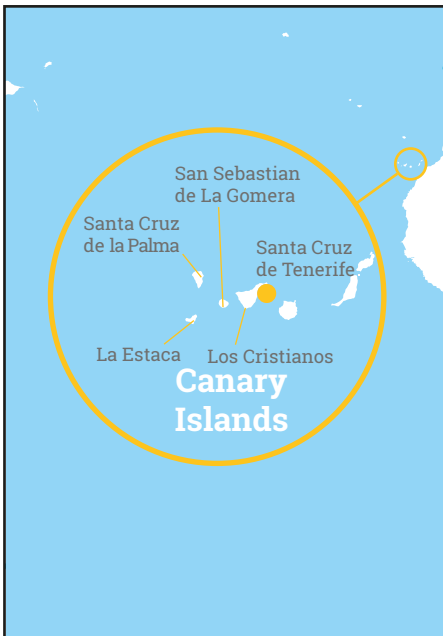 San Sebastian
de La Gomera
Santa Cruz
de la Palma
Santa Cruz
de Tenerife
La Estaca
Los Cristianos
Canary
Islands